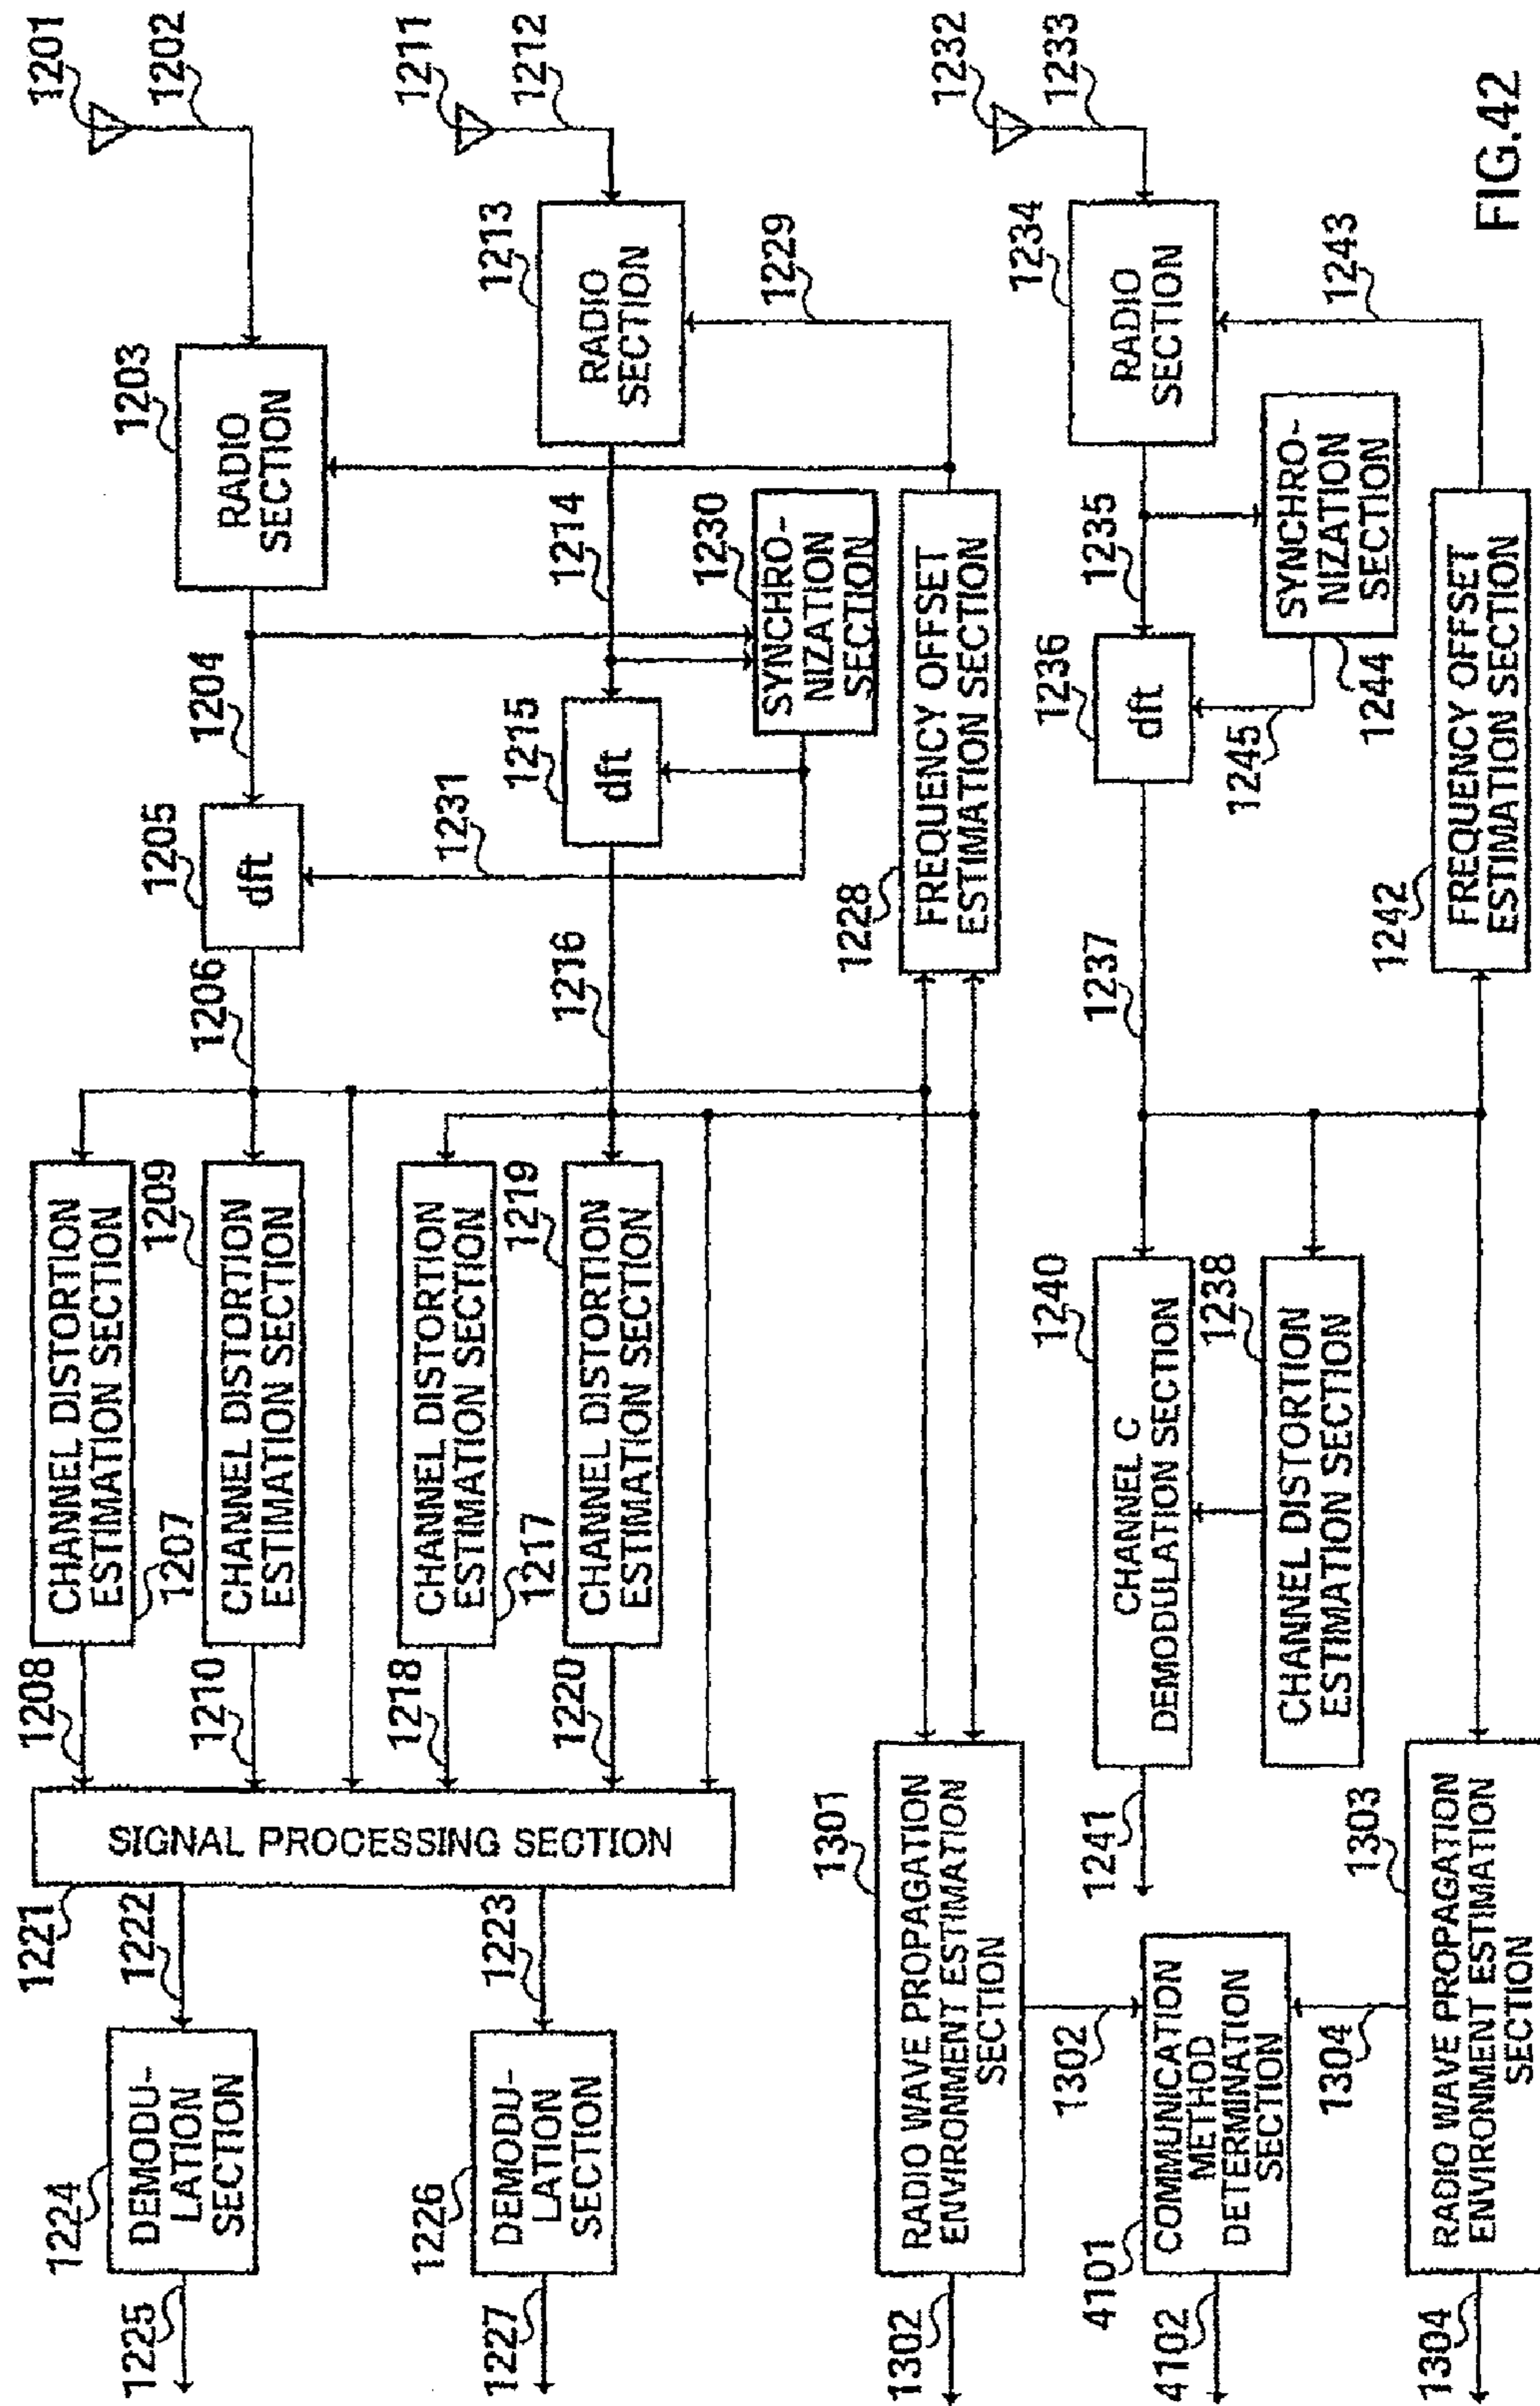 1201
1202
1203
RADIO
SECTION
1204
1205
dft
1206
CHANNEL DISTORTION
ESTIMATION SECTION
1207
1208
1209
CHANNEL DISTORTION
ESTIMATION SECTION
1210
1211
1212
1213
RADIO
SECTION
1214
1215
dft
1216
CHANNEL DISTORTION
ESTIMATION SECTION
1217
1218
1219
CHANNEL DISTORTION
ESTIMATION SECTION
1220
SIGNAL PROCESSING SECTION
1221
1222
1223
1224
DEMODU-
LATION
SECTION
1225
1226
DEMODU-
LATION
SECTION
1227
1228
FREQUENCY OFFSET
ESTIMATION SECTION
1229
1230
SYNCHRO-
NIZATION
SECTION
1231
1301
RADIO WAVE PROPAGATION
ENVIRONMENT ESTIMATION
SECTION
1302
1302
1232
1233
1234
RADIO
SECTION
1235
1236
dft
1237
1238
CHANNEL DISTORTION
ESTIMATION SECTION
1240
CHANNEL C
DEMODULATION SECTION
1241
1242
FREQUENCY OFFSET
ESTIMATION SECTION
1243
SYNCHRO-
NIZATION
SECTION
1244
1245
4101
COMMUNICATION
METHOD
DETERMINATION
SECTION
4102
1303
RADIO WAVE PROPAGATION
ENVIRONMENT ESTIMATION
SECTION
1304
1304
FIG.42